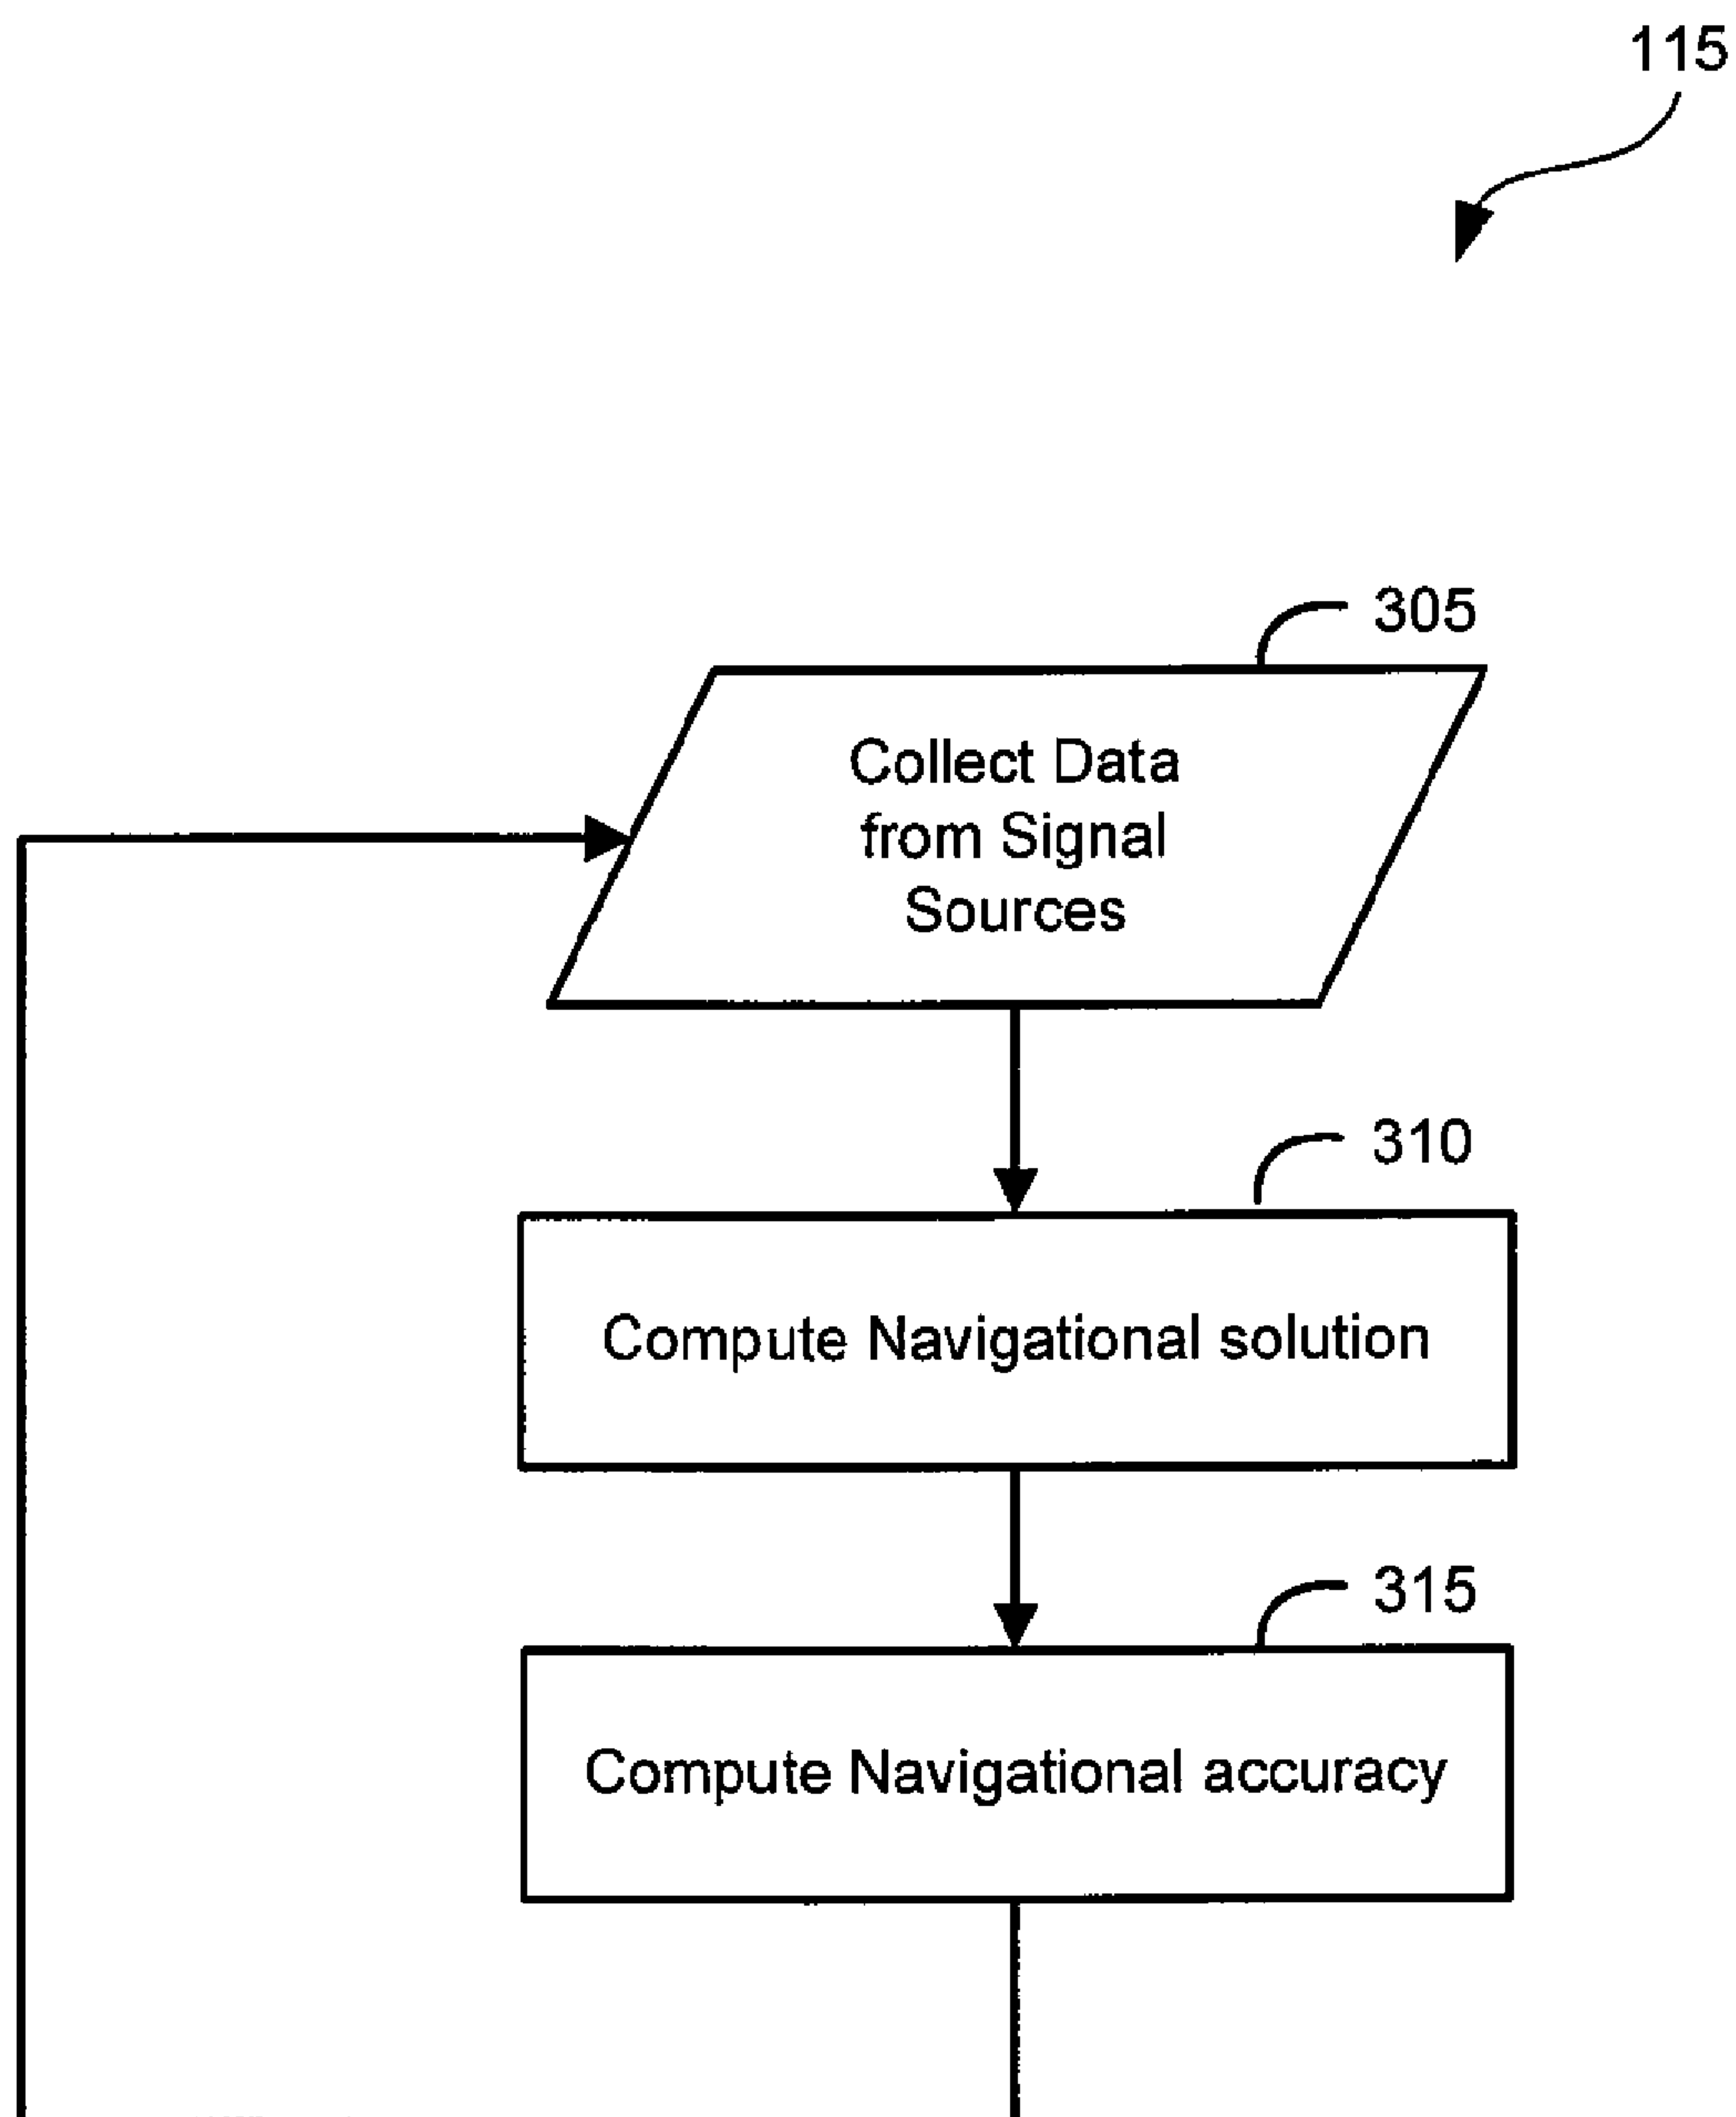 115
305
Collect Data
from Signal
Sources
310
Compute Navigational solution
315
Compute Navigational accuracy